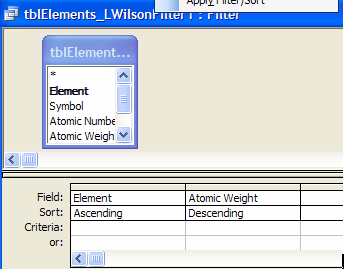 Apply Filter/Sort
tblElements_LWilsonFilter1 : Filter
tblElement...
*
Element
Symbol
Atomic Numbe
Atomic Weigh
Field: Element Atomic Weight
Sort: Ascending Descending
Criteria:
or: